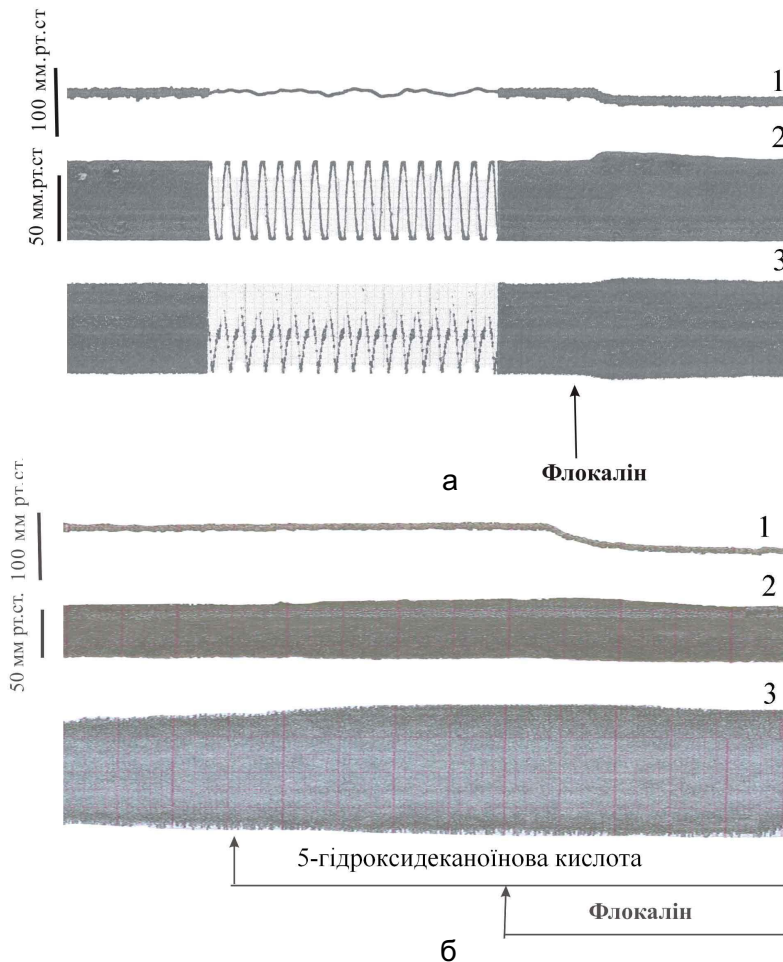 100 мм.рт.ст
1
2
50 мм.рт.ст
3
Флокалін
а
100 мм рт.ст.
1
2
50 мм рт.ст.
3
5-гідроксидеканоїнова кислота
Флокалін
б